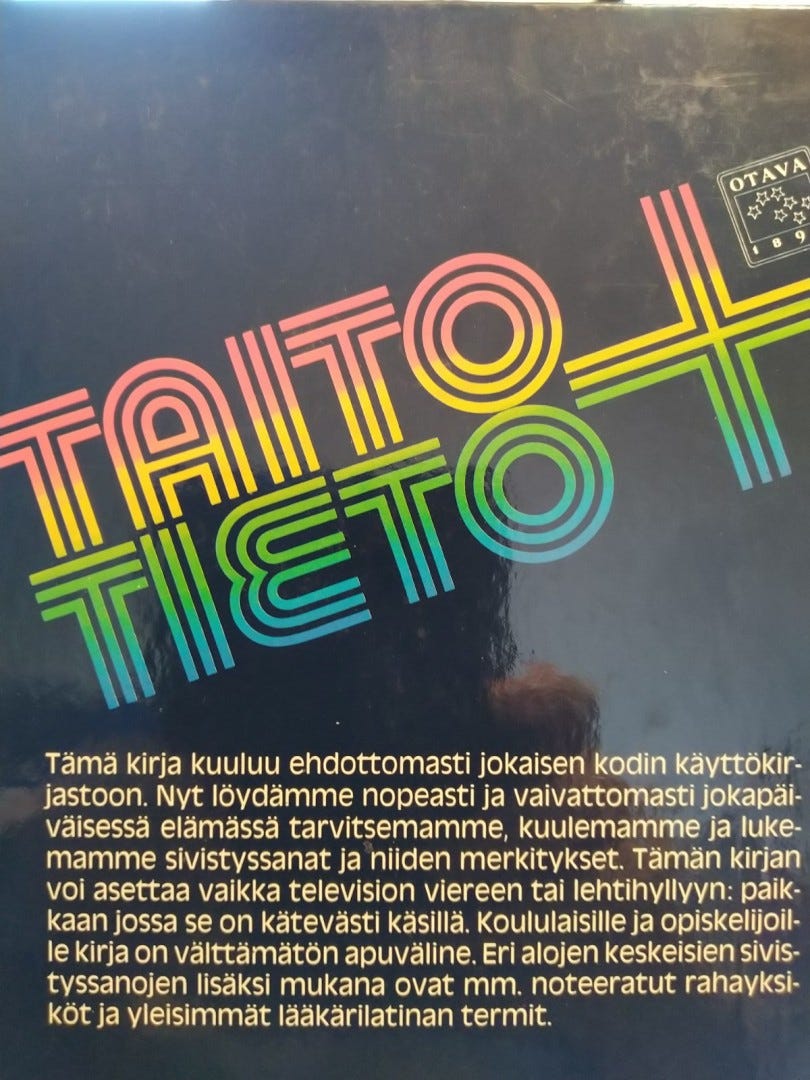 OTAVA
189
TAITO
TIETO +
Tämä kirja kuuluu ehdottomasti jokaisen kodin käyttökir-
jastoon. Nyt löydämme nopeasti ja vaivattomasti jokapäi-
väisessä elämässä tarvitsemamme, kuulemamme ja luke-
mamme sivistyssanat ja niiden merkitykset. Tämän kirjan
voi asettaa vaikka television viereen tai lehtihyllyyn: paik-
kaan jossa se on kätevästi käsillä. Koululaisille ja opiskelijoil-
le kirja on välttämätön apuväline. Eri alojen keskeisien sivis-
tyssanojen lisäksi mukana ovat mm. noteeratut rahayksi-
köt ja yleisimmät lääkärilatinan termit.